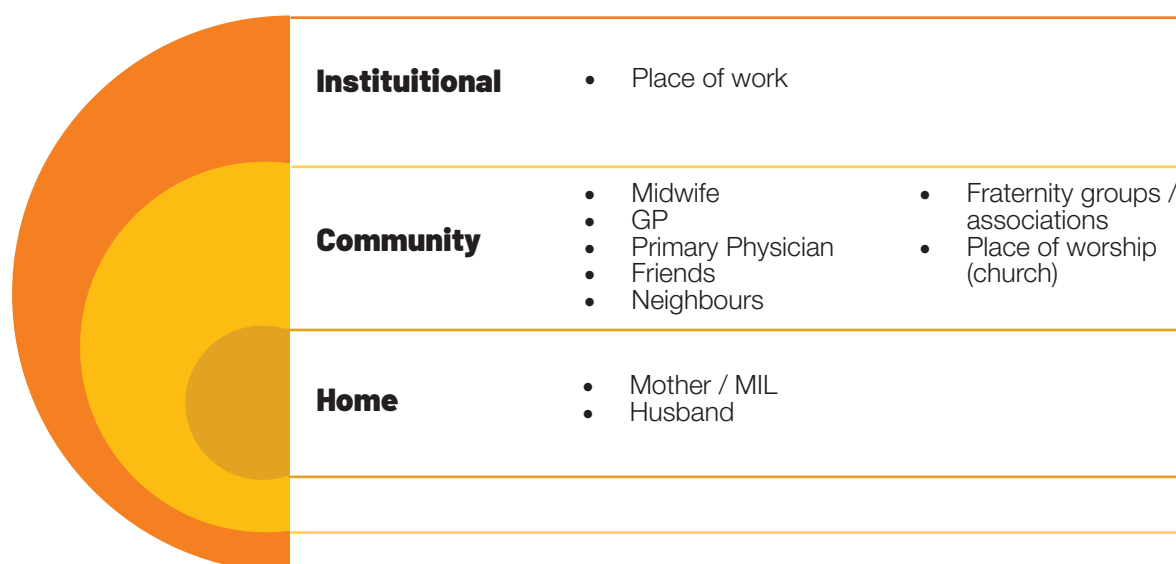 Instituitional
• Place of work
Community
• Midwife
• GP
• Primary Physician
• Friends
• Neighbours
• Fraternity groups /
associations
• Place of worship
(church)
Home
• Mother / MIL
• Husband